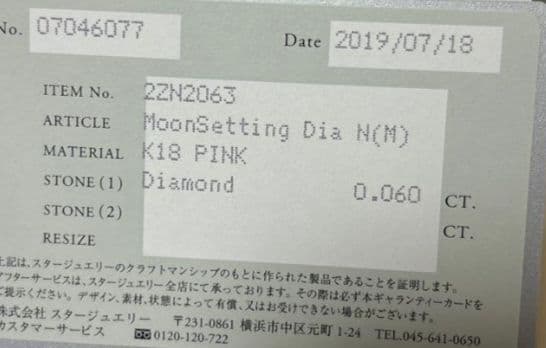 No. 07046077 Date 2019/07/18
ITEM No. 2ZN2063
ARTICLE MoonSetting Dia N(M)
MATERIAL K18 PINK
STONE (1) Diamond 0.060 CT.
STONE (2) CT.
RESIZE
上記は、スタージュエリーのクラフトマンシップのもとに作られた製品であることを証明します。
アフターサービスは、スタージュエリー全店にて承っております。その際は必ず本ギャランティーカードを
ご提示ください。デザイン、素材、状態によって有償、又はお受けできない場合がございます。
株式会社 スタージュエリー 〒231-0861 横浜市中区元町 1-24 TEL.045-641-0650
カスタマーサービス 0120-120-722